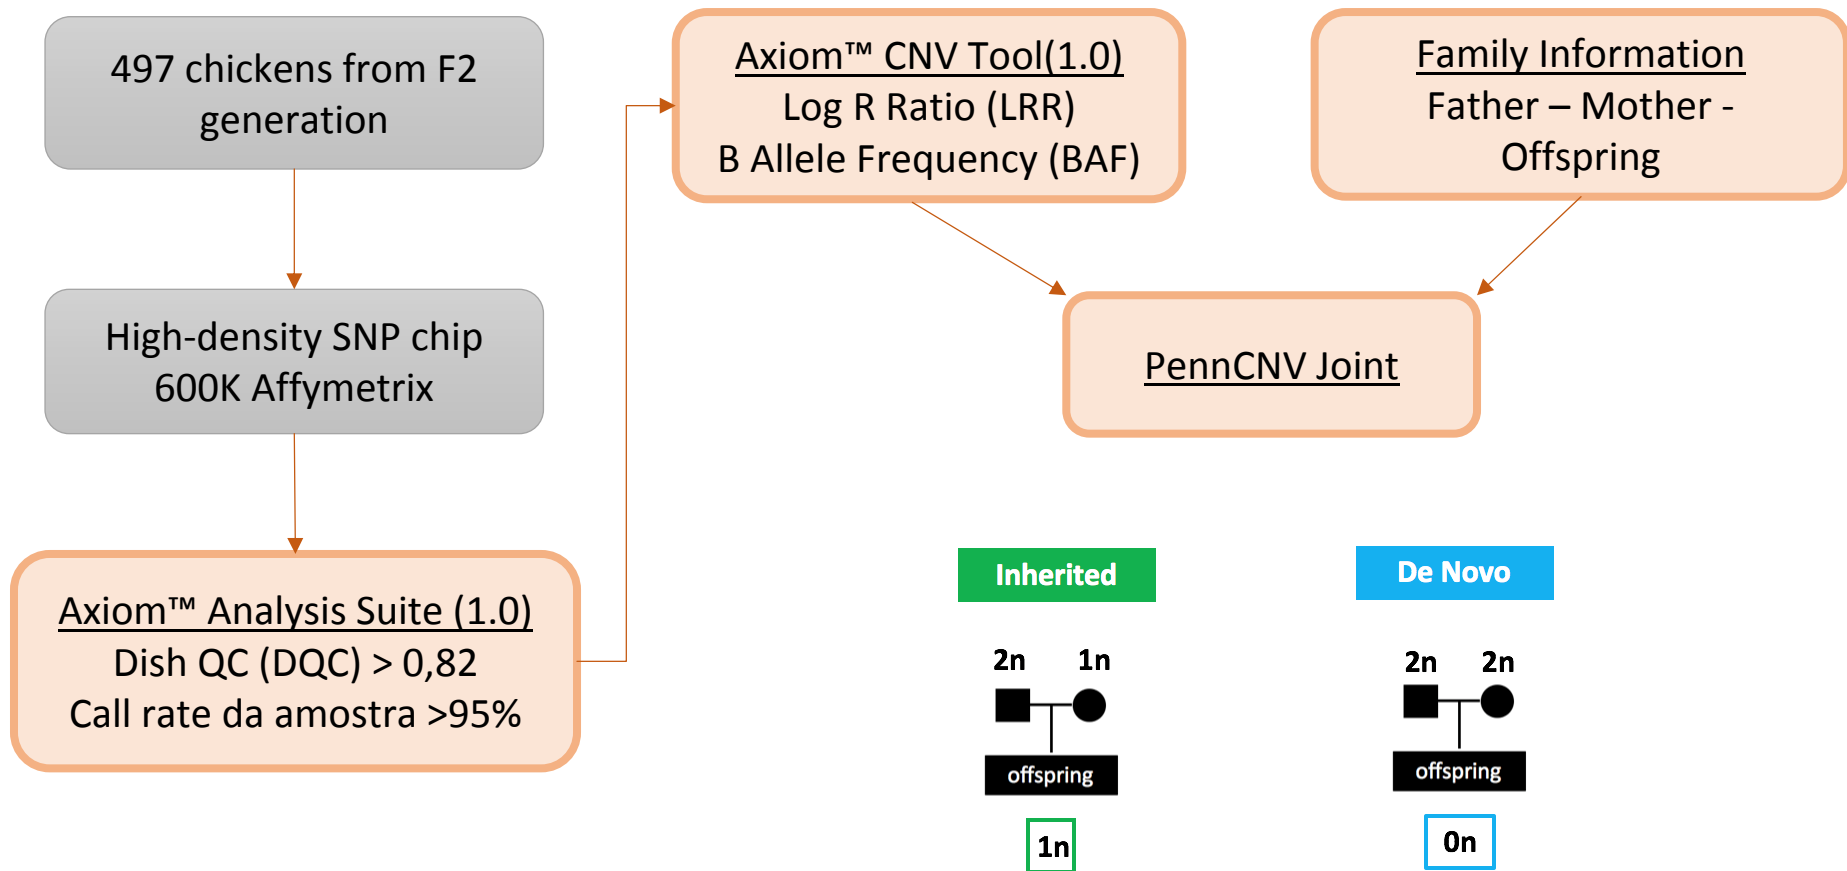 497 chickens from F2
generation
High-density SNP chip
600K Affymetrix
Axiom™ Analysis Suite (1.0)
Dish QC (DQC) > 0,82
Call rate da amostra >95%
Axiom™ CNV Tool(1.0)
Log R Ratio (LRR)
B Allele Frequency (BAF)
Family Information
Father – Mother -
Offspring
PennCNV Joint
Inherited
2n 1n
offspring
1n
De Novo
2n 2n
offspring
0n